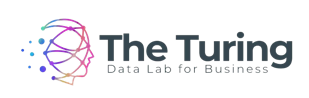 The Turing
Data Lab for Business